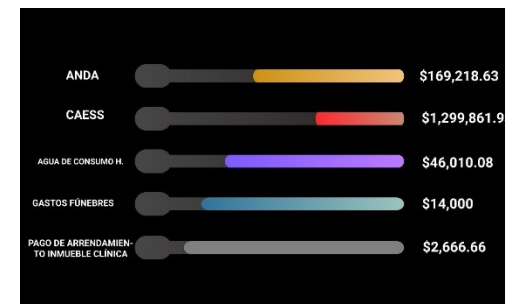 ANDA
$169,218.63
CAESS
$1,299,861.9
AGUA DE CONSUMO H.
$46,010.08
GASTOS FÚNEBRES
$14,000
PAGO DE ARRENDAMIEN-
TO INMUEBLE CLÍNICA
$2,666.66